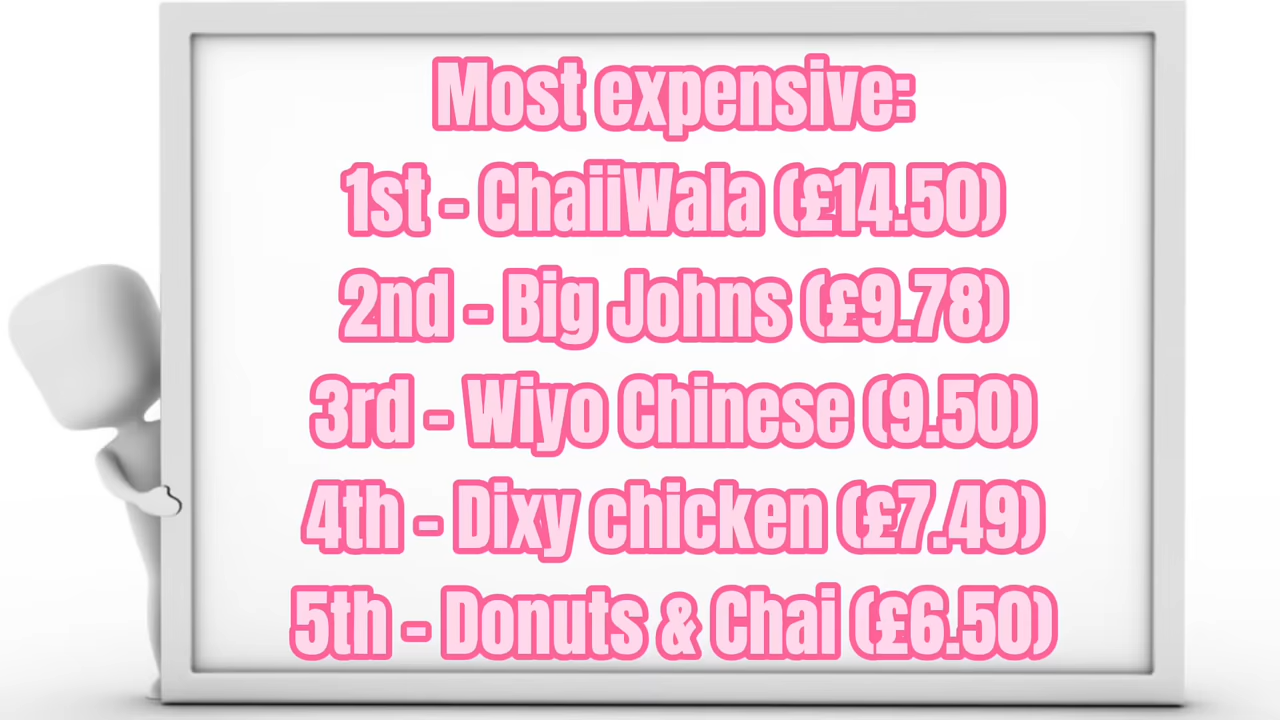 Most expensive:
1st - ChaiiWala (£14.50)
2nd - Big Johns (£9.78)
3rd - Wiyo Chinese (9.50)
4th - Dixy chicken (£7.49)
5th - Donuts & Chai (£6.50)